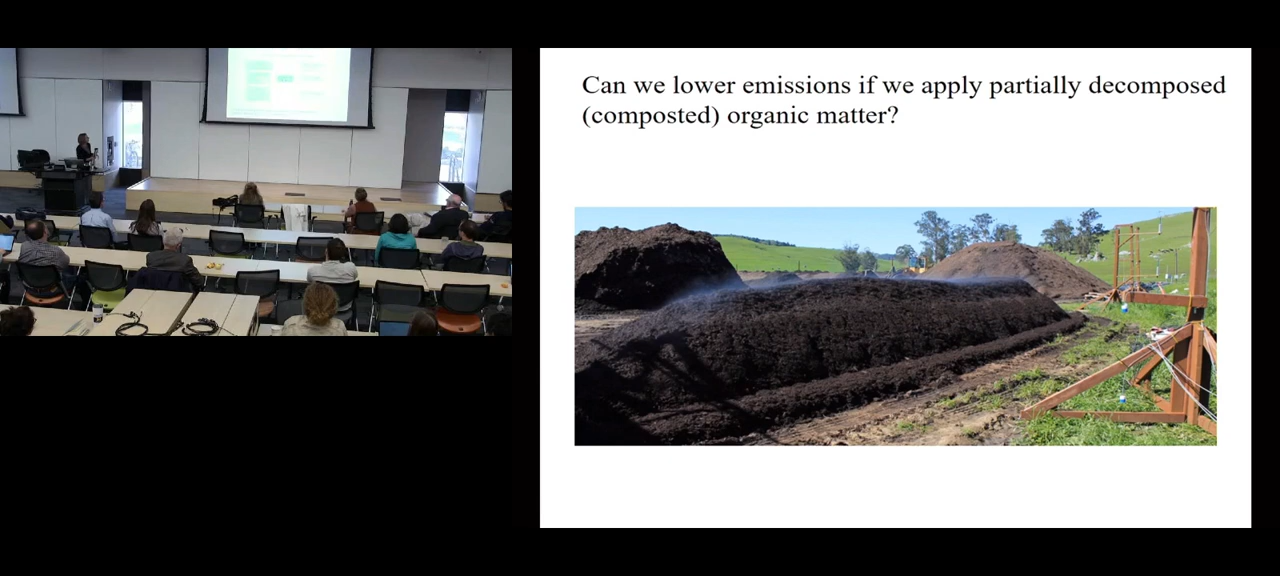 Can we lower emissions if we apply partially decomposed
(composted) organic matter?